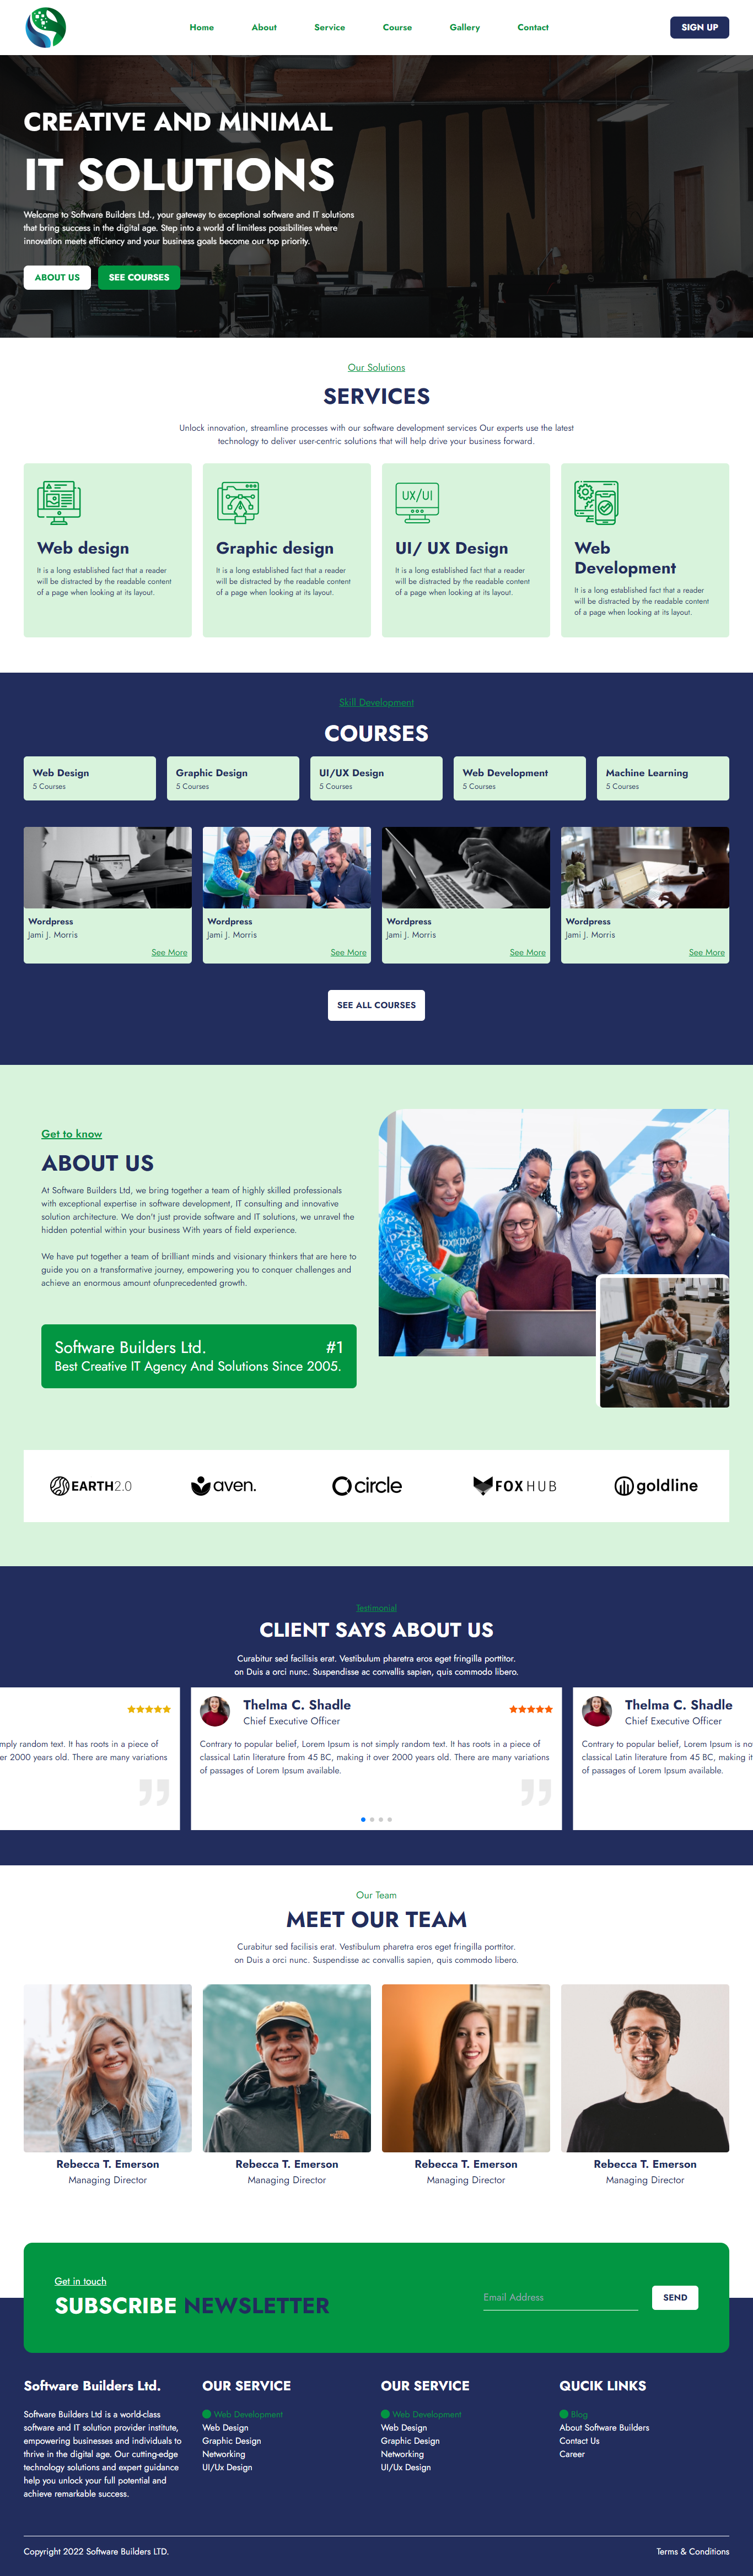 Home About Service Course Gallery Contact SIGN UP
CREATIVE AND MINIMAL
IT SOLUTIONS
Welcome to Software Builders Ltd., your gateway to exceptional software and IT solutions
that bring success in the digital age. Step into a world of limitless possibilities where
innovation meets efficiency and your business goals become our top priority.
ABOUT US SEE COURSES
Our Solutions
SERVICES
Unlock innovation, streamline processes with our software development services Our experts use the latest
technology to deliver user-centric solutions that will help drive your business forward.
Web design
It is a long established fact that a reader
will be distracted by the readable content
of a page when looking at its layout.
Graphic design
It is a long established fact that a reader
will be distracted by the readable content
of a page when looking at its layout.
UX/UI
UI/ UX Design
It is a long established fact that a reader
will be distracted by the readable content
of a page when looking at its layout.
Web
Development
It is a long established fact that a reader
will be distracted by the readable content
of a page when looking at its layout.
Skill Development
COURSES
Web Design
5 Courses
Graphic Design
5 Courses
UI/UX Design
5 Courses
Web Development
5 Courses
Machine Learning
5 Courses
Wordpress
Jami J. Morris
See More
Wordpress
Jami J. Morris
See More
Wordpress
Jami J. Morris
See More
Wordpress
Jami J. Morris
See More
SEE ALL COURSES
Get to know
ABOUT US
At Software Builders Ltd, we bring together a team of highly skilled professionals
with exceptional expertise in software development, IT consulting and innovative
solution architecture. We don't just provide software and IT solutions, we unravel the
hidden potential within your business With years of field experience.
We have put together a team of brilliant minds and visionary thinkers that are here to
guide you on a transformative journey, empowering you to conquer challenges and
achieve an enormous amount ofunprecedented growth.
Software Builders Ltd. #1
Best Creative IT Agency And Solutions Since 2005.
EARTH2.0 aven. circle FOXHUB goldline
Testimonial
CLIENT SAYS ABOUT US
Curabitur sed facilisis erat. Vestibulum pharetra eros eget fringilla porttitor.
on Duis a orci nunc. Suspendisse ac convallis sapien, quis commodo libero.
mply random text. It has roots in a piece of
er 2000 years old. There are many variations
Thelma C. Shadle
Chief Executive Officer
Contrary to popular belief, Lorem Ipsum is not simply random text. It has roots in a piece of
classical Latin literature from 45 BC, making it over 2000 years old. There are many variations
of passages of Lorem Ipsum available.
Thelma C. Shadle
Chief Executive Officer
Contrary to popular belief, Lorem Ipsum is no
classical Latin literature from 45 BC, making it
of passages of Lorem Ipsum available.
Our Team
MEET OUR TEAM
Curabitur sed facilisis erat. Vestibulum pharetra eros eget fringilla porttitor.
on Duis a orci nunc. Suspendisse ac convallis sapien, quis commodo libero.
Rebecca T. Emerson
Managing Director
Rebecca T. Emerson
Managing Director
Rebecca T. Emerson
Managing Director
Rebecca T. Emerson
Managing Director
Get in touch
SUBSCRIBE NEWSLETTER
Email Address SEND
Software Builders Ltd.
Software Builders Ltd is a world-class
software and IT solution provider institute,
empowering businesses and individuals to
thrive in the digital age. Our cutting-edge
technology solutions and expert guidance
help you unlock your full potential and
achieve remarkable success.
OUR SERVICE
Web Development
Web Design
Graphic Design
Networking
UI/Ux Design
OUR SERVICE
Web Development
Web Design
Graphic Design
Networking
UI/Ux Design
QUCIK LINKS
Blog
About Software Builders
Contact Us
Career
Copyright 2022 Software Builders LTD. Terms & Conditions